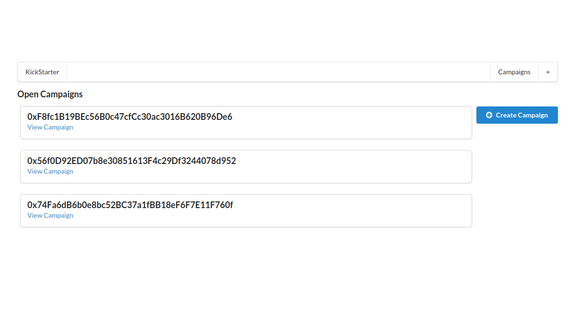 KickStarter
Campaigns
+
Open Campaigns
0xF8fc1B19BEc56B0c47cfCc30ac3016B620B96De6
View Campaign
Create Campaign
0x56f0D92ED07b8e30851613F4c29Df3244078d952
View Campaign
0x74Fa6dB6b0e8bc52BC37a1fBB18eF6F7E11F760f
View Campaign